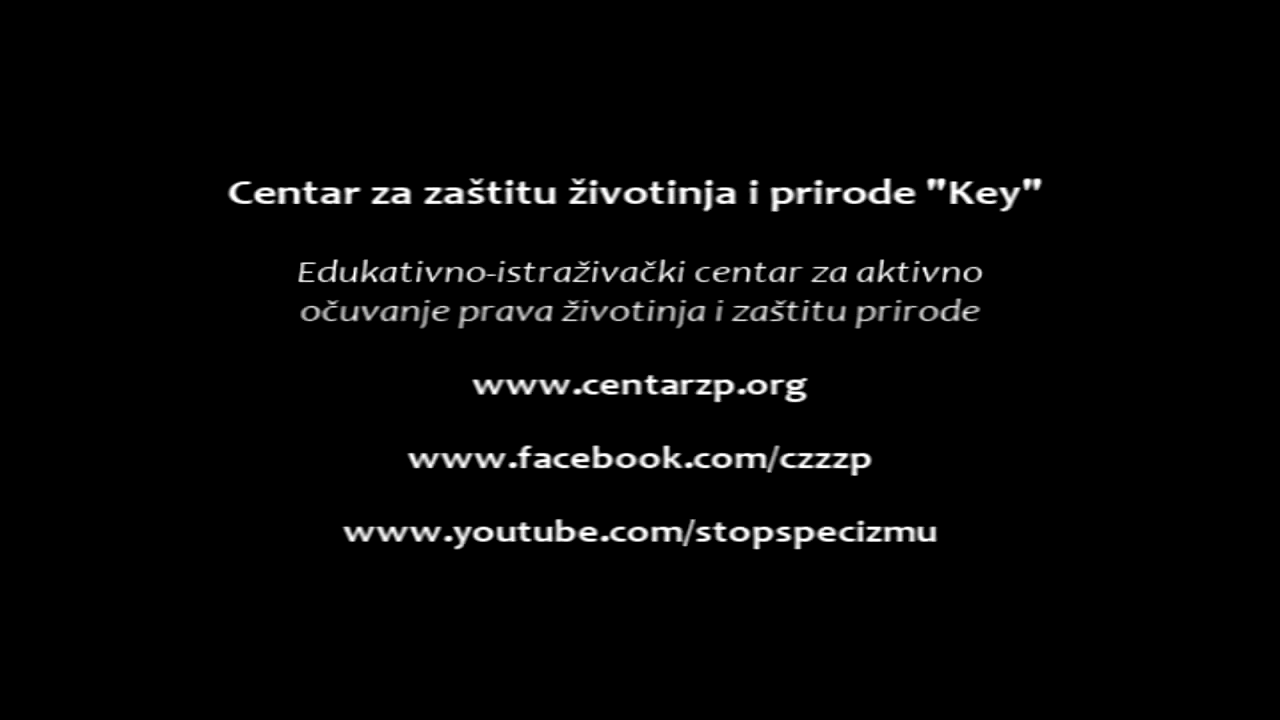 Centar za zaštitu životinja i prirode "Key"
Edukativno-istraživački centar za aktivno
očuvanje prava životinja i zaštitu prirode
www.centarzp.org
www.facebook.com/czzzp
www.youtube.com/stopspecizmu